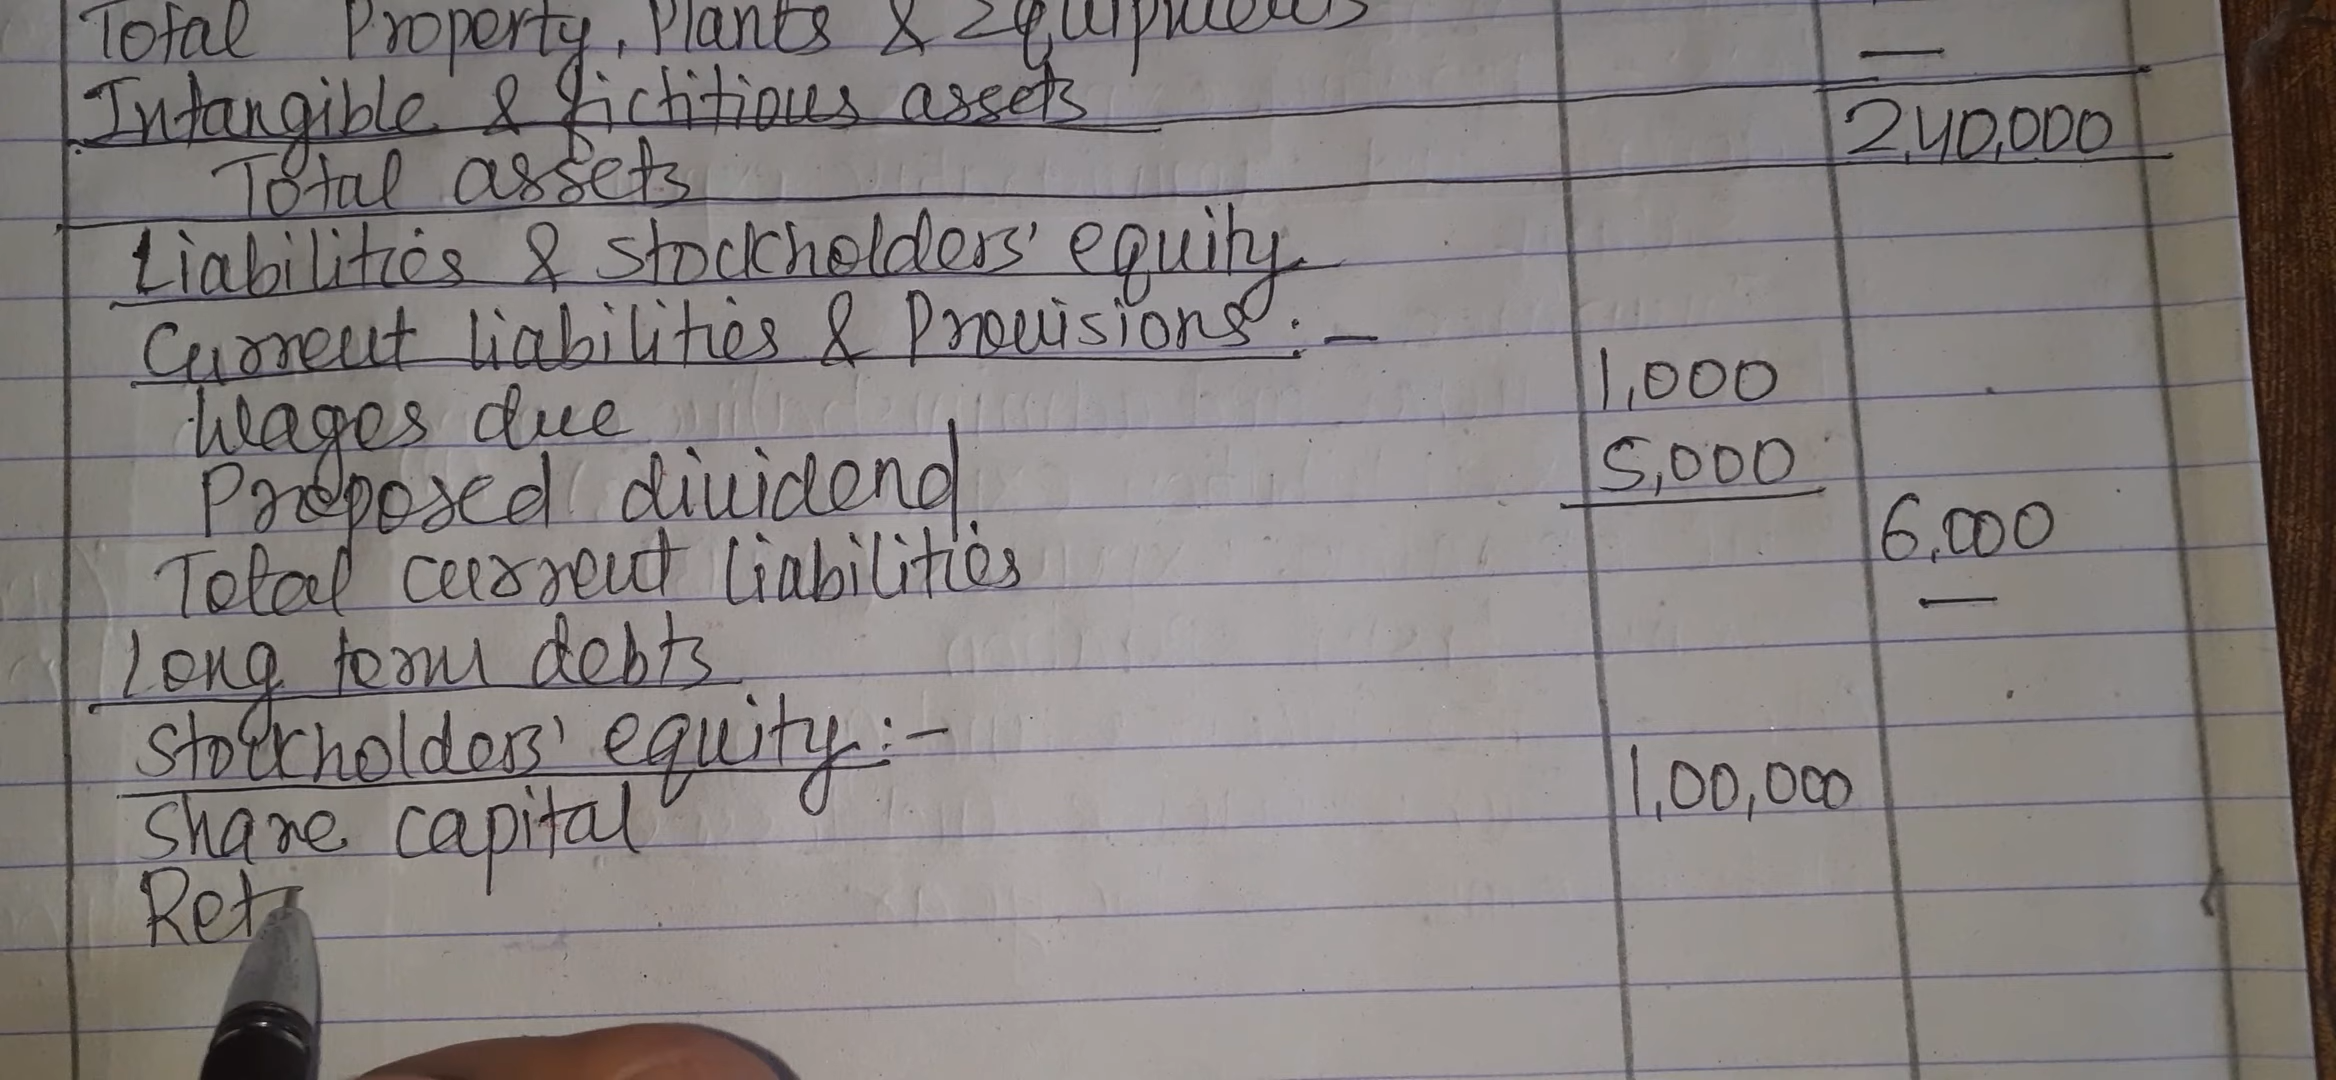 Total Property, Plants & Equipments
Intangible & fictitious assets —
Total assets 2,40,000
Liabilities & stockholders' equity
Current liabilities & Provisions:-
Wages due 1,000
Proposed dividend 5,000
Total current liabilities 6,000
Long term debts —
Stockholders' equity:-
Share capital 1,00,000
Ret